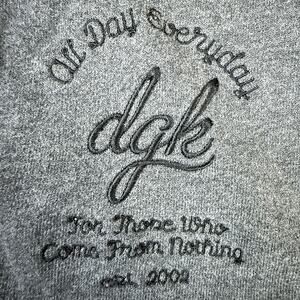 All Day Everyday
dgk
For Those Who
Come From Nothing
est. 2002